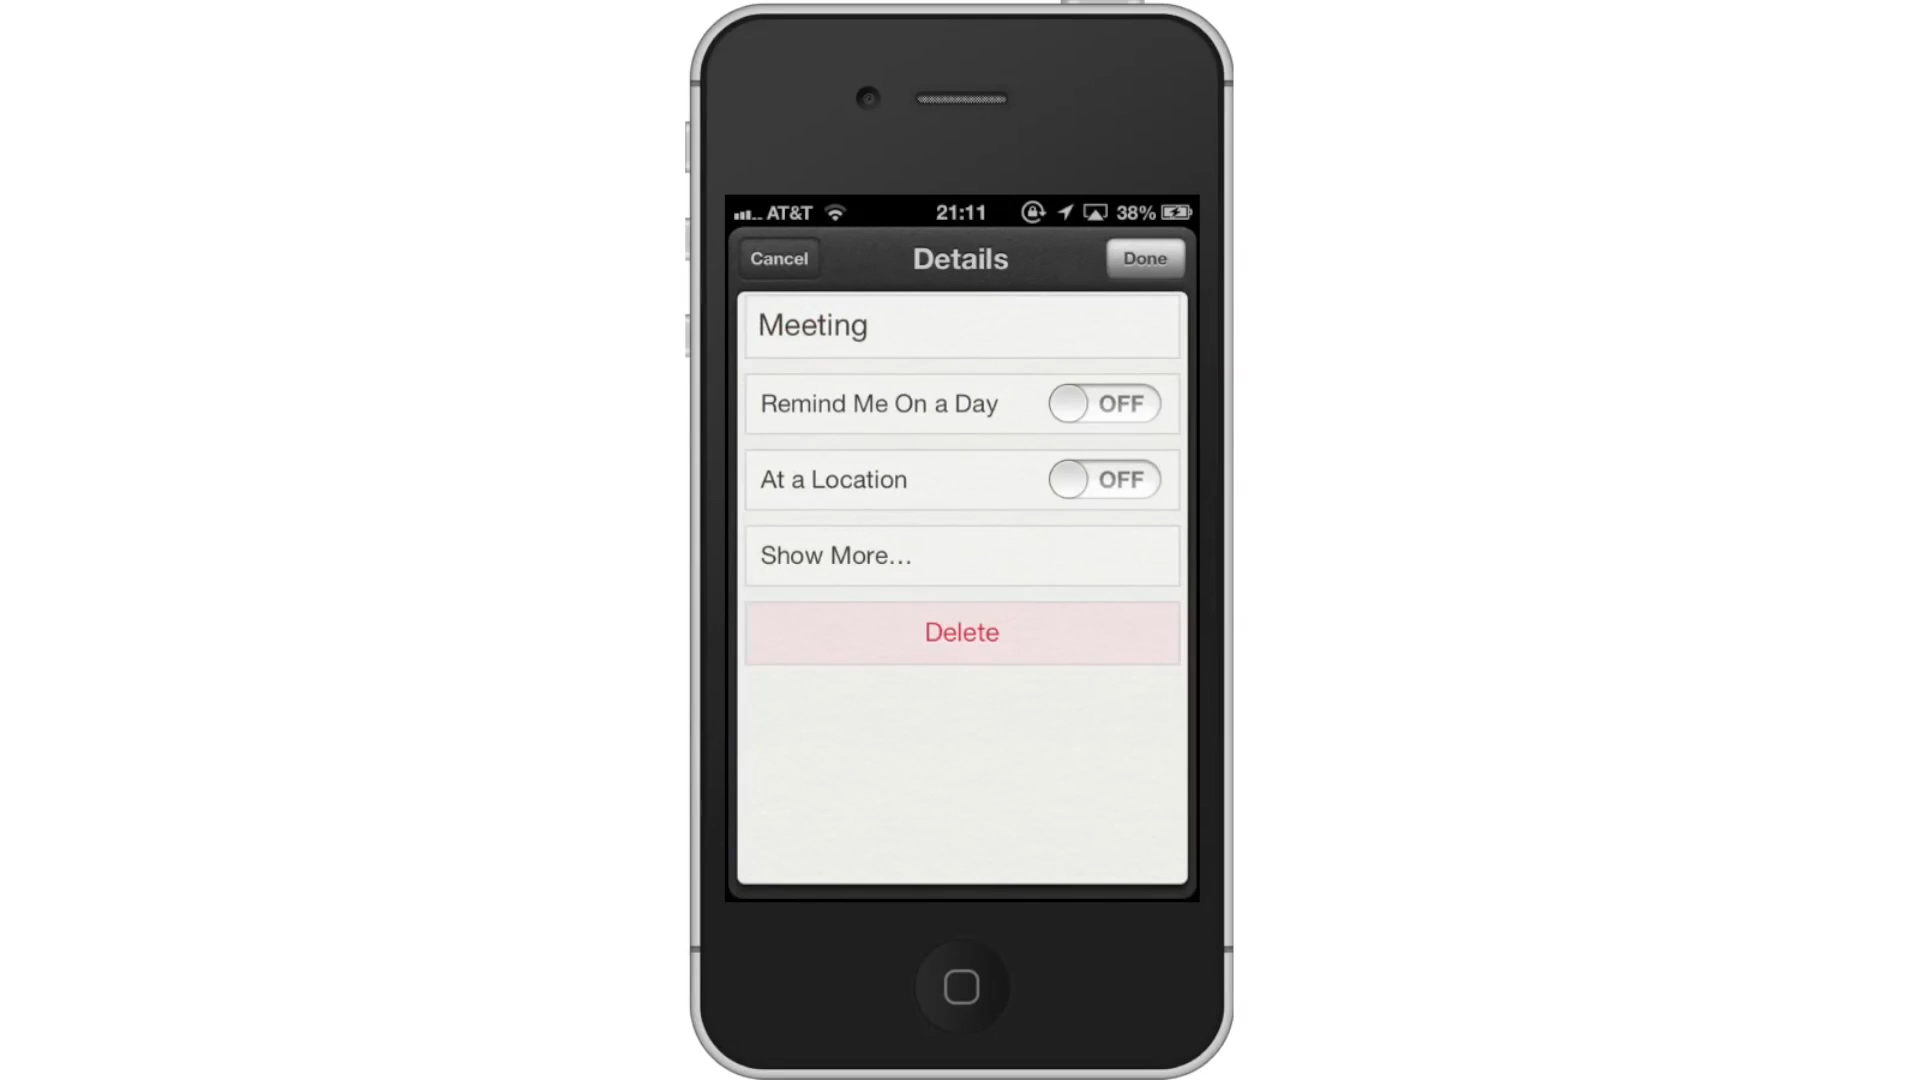 AT&T 21:11 38%
Cancel Details Done
Meeting
Remind Me On a Day OFF
At a Location OFF
Show More...
Delete